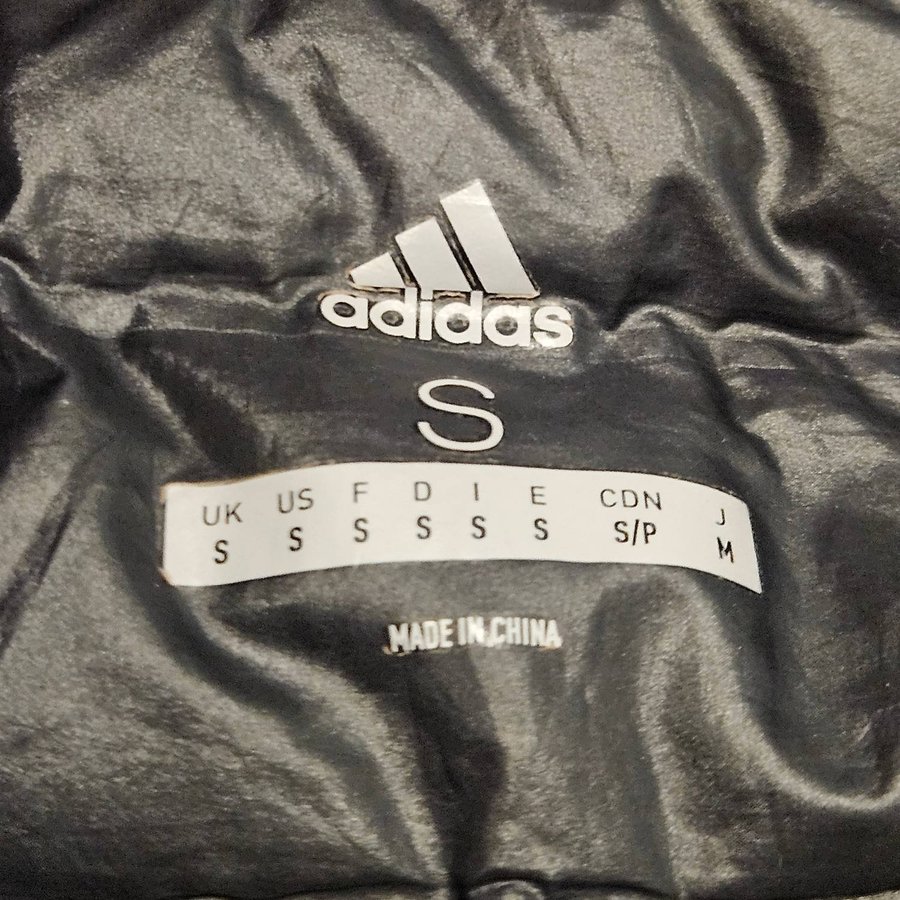 adidas
S
UK US F D I E CDN J
S S S S S S S/P M
MADE IN CHINA